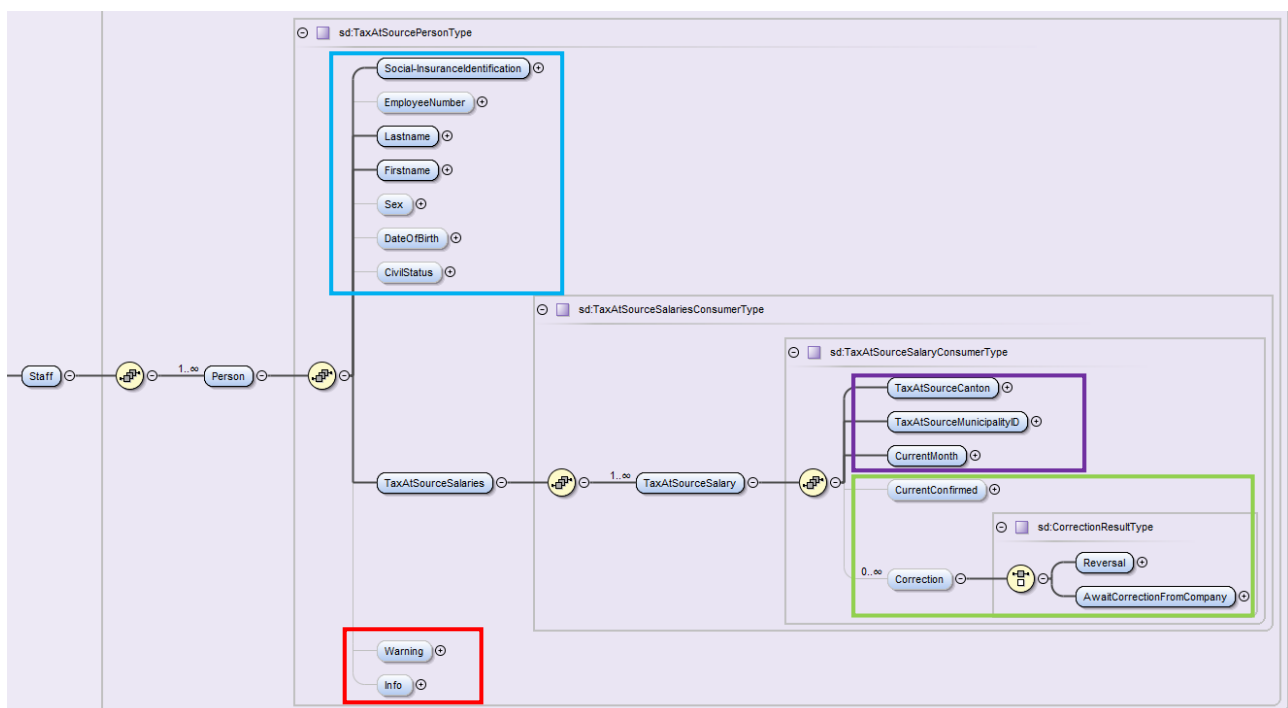 sd:TaxAtSourcePersonType
Social-InsuranceIdentification
EmployeeNumber
Lastname
Firstname
Sex
DateOfBirth
CivilStatus
sd:TaxAtSourceSalariesConsumerType
sd:TaxAtSourceSalaryConsumerType
Staff
1..∞
Person
TaxAtSourceCanton
TaxAtSourceMunicipalityID
CurrentMonth
TaxAtSourceSalaries
1..∞
TaxAtSourceSalary
CurrentConfirmed
sd:CorrectionResultType
0..∞
Correction
Reversal
AwaitCorrectionFromCompany
Warning
Info